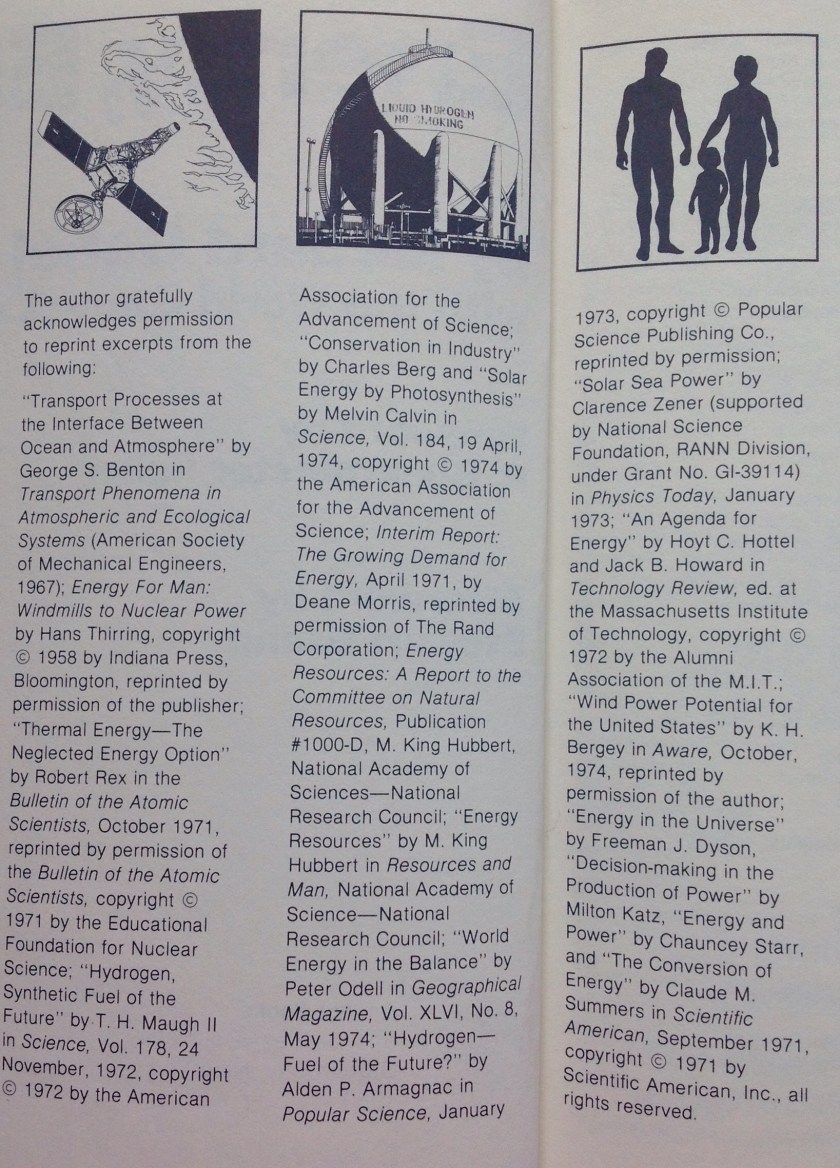 LIQUID HYDROGEN
NO SMOKING
The author gratefully
acknowledges permission
to reprint excerpts from the
following:
“Transport Processes at
the Interface Between
Ocean and Atmosphere” by
George S. Benton in
Transport Phenomena in
Atmospheric and Ecological
Systems (American Society
of Mechanical Engineers,
1967); Energy For Man:
Windmills to Nuclear Power
by Hans Thirring, copyright
© 1958 by Indiana Press,
Bloomington, reprinted by
permission of the publisher;
“Thermal Energy—The
Neglected Energy Option”
by Robert Rex in the
Bulletin of the Atomic
Scientists, October 1971,
reprinted by permission of
the Bulletin of the Atomic
Scientists, copyright ©
1971 by the Educational
Foundation for Nuclear
Science; “Hydrogen,
Synthetic Fuel of the
Future” by T. H. Maugh II
in Science, Vol. 178, 24
November, 1972, copyright
© 1972 by the American
Association for the
Advancement of Science;
“Conservation in Industry”
by Charles Berg and “Solar
Energy by Photosynthesis”
by Melvin Calvin in
Science, Vol. 184, 19 April,
1974, copyright © 1974 by
the American Association
for the Advancement of
Science; Interim Report:
The Growing Demand for
Energy, April 1971, by
Deane Morris, reprinted by
permission of The Rand
Corporation; Energy
Resources: A Report to the
Committee on Natural
Resources, Publication
#1000-D, M. King Hubbert,
National Academy of
Sciences—National
Research Council; “Energy
Resources” by M. King
Hubbert in Resources and
Man, National Academy of
Science—National
Research Council; “World
Energy in the Balance” by
Peter Odell in Geographical
Magazine, Vol. XLVI, No. 8,
May 1974; “Hydrogen—
Fuel of the Future?” by
Alden P. Armagnac in
Popular Science, January
1973, copyright © Popular
Science Publishing Co.,
reprinted by permission;
“Solar Sea Power” by
Clarence Zener (supported
by National Science
Foundation, RANN Division,
under Grant No. GI-39114)
in Physics Today, January
1973; “An Agenda for
Energy” by Hoyt C. Hottel
and Jack B. Howard in
Technology Review, ed. at
the Massachusetts Institute
of Technology, copyright ©
1972 by the Alumni
Association of the M.I.T.;
“Wind Power Potential for
the United States” by K. H.
Bergey in Aware, October,
1974, reprinted by
permission of the author;
“Energy in the Universe”
by Freeman J. Dyson,
“Decision-making in the
Production of Power” by
Milton Katz, “Energy and
Power” by Chauncey Starr,
and “The Conversion of
Energy” by Claude M.
Summers in Scientific
American, September 1971,
copyright © 1971 by
Scientific American, Inc., all
rights reserved.